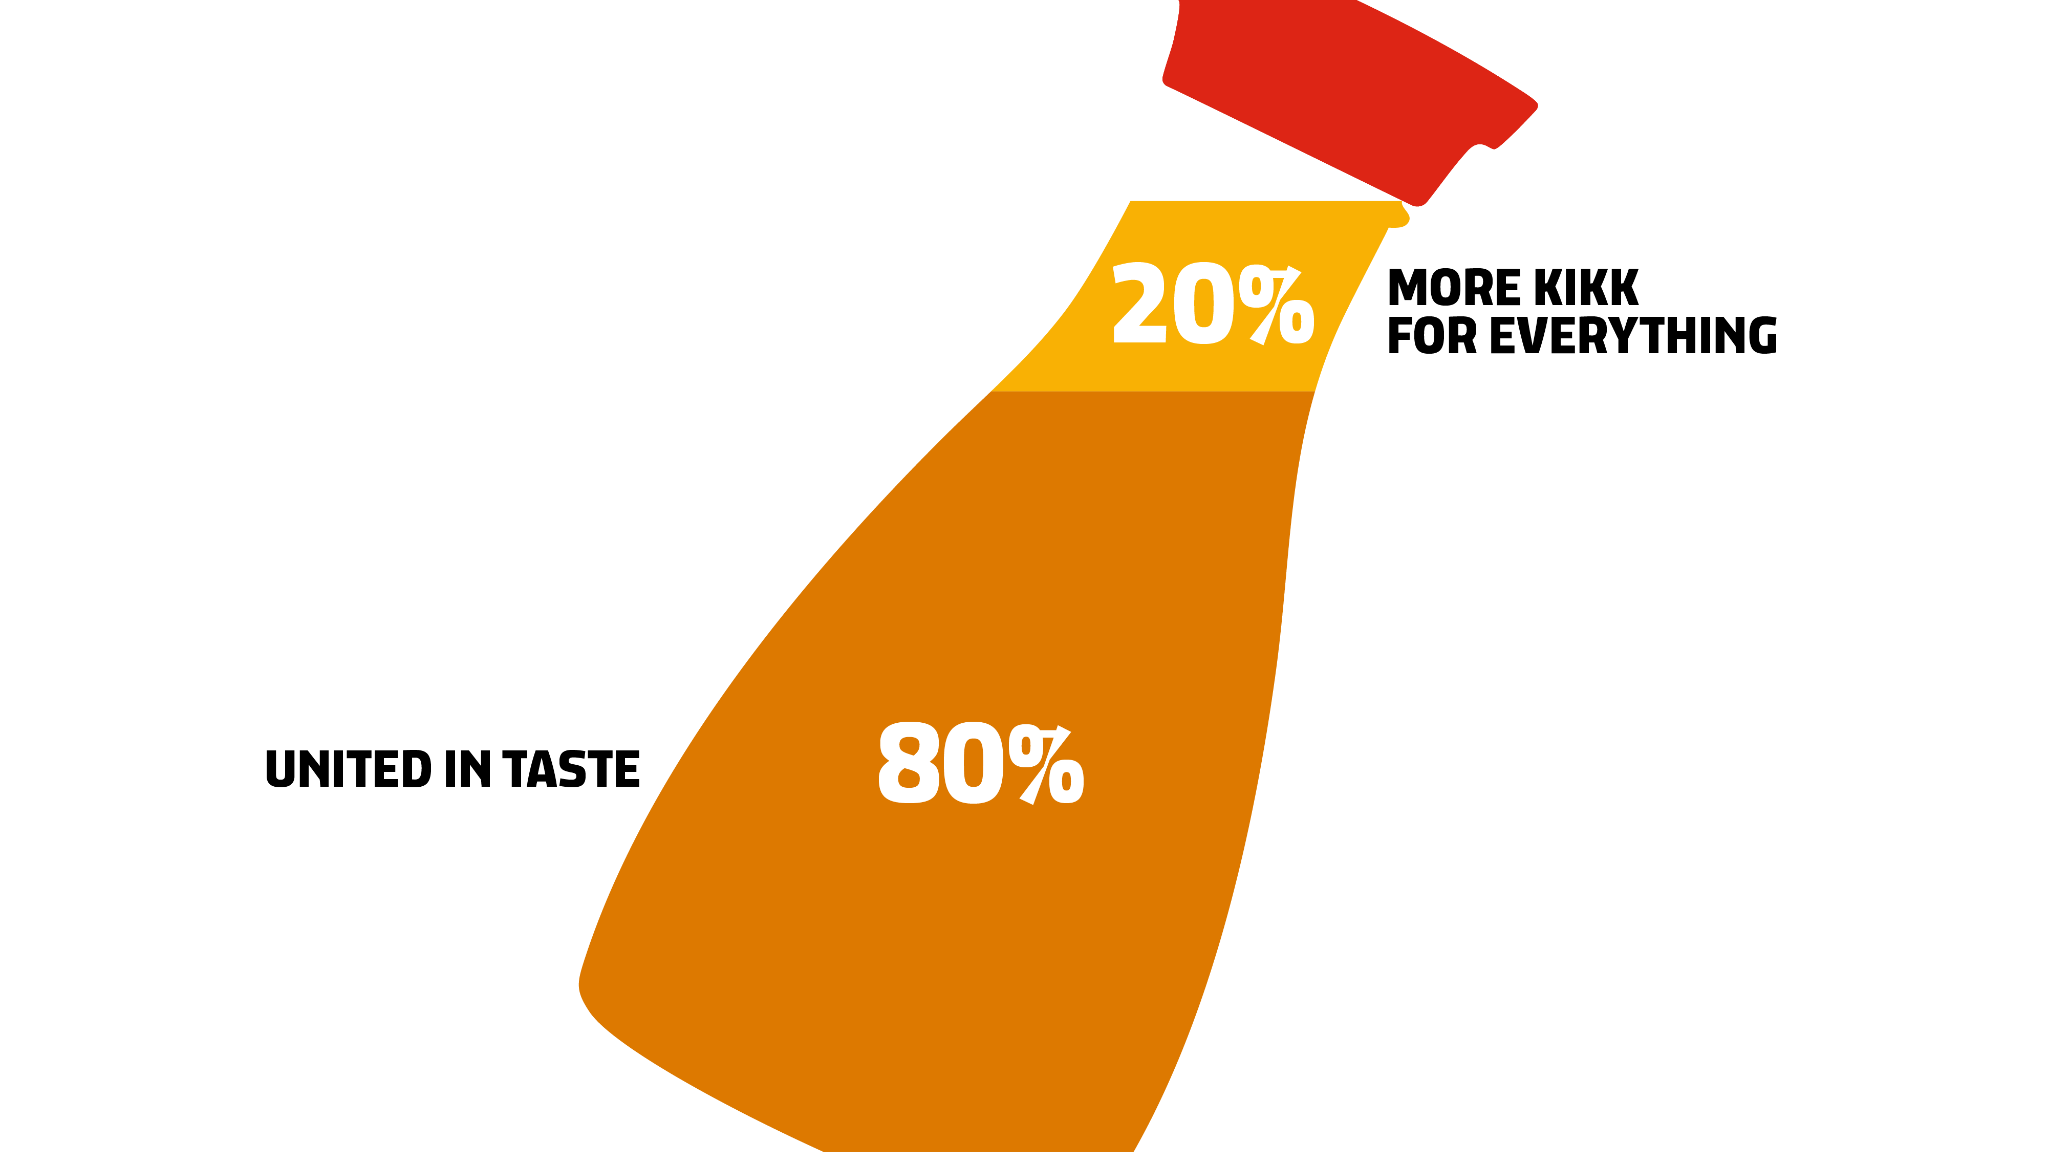 20%
MORE KIKK
FOR EVERYTHING
UNITED IN TASTE
80%